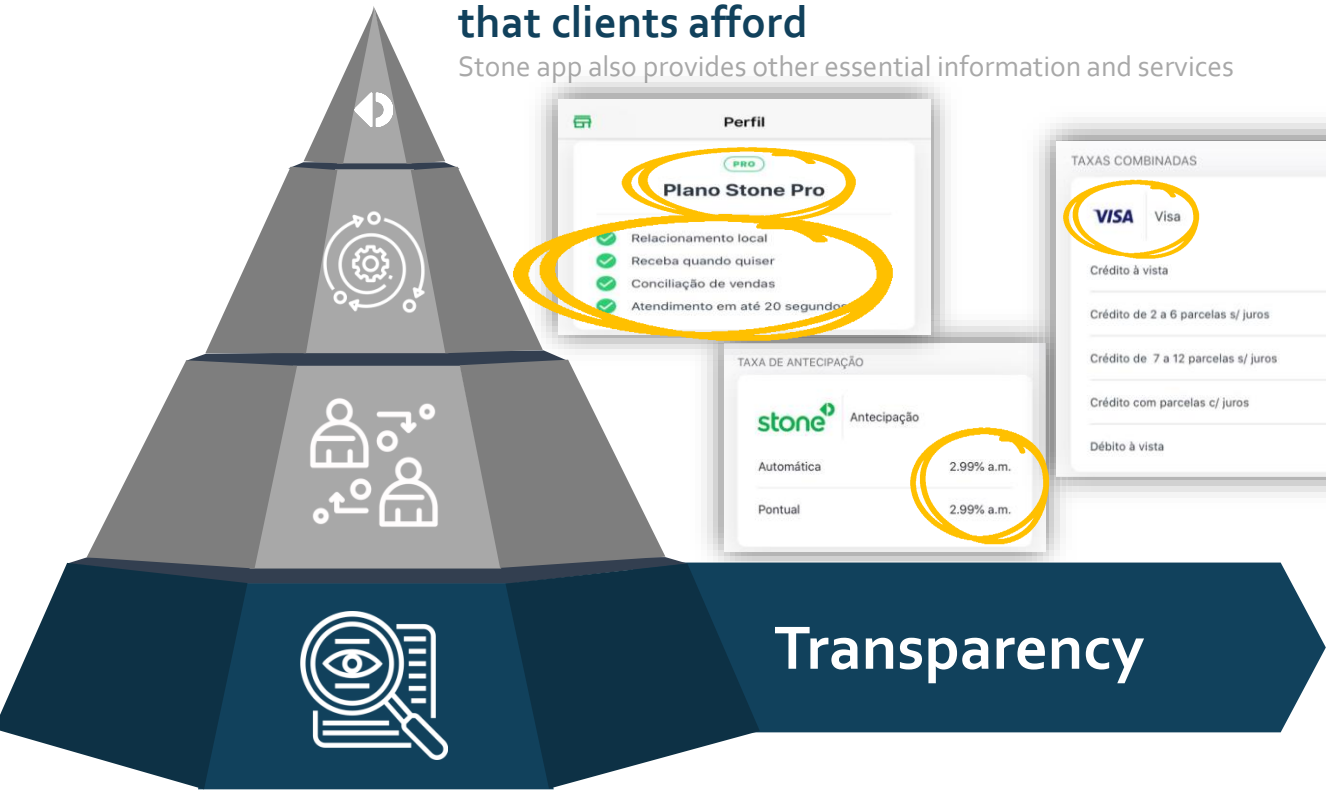 that clients afford
Stone app also provides other essential information and services
Perfil
PRO
Plano Stone Pro
Relacionamento local
Receba quando quiser
Conciliação de vendas
Atendimento em até 20 segundos
TAXAS COMBINADAS
VISA Visa
Crédito à vista
Crédito de 2 a 6 parcelas s/ juros
Crédito de 7 a 12 parcelas s/ juros
Crédito com parcelas c/ juros
Débito à vista
TAXA DE ANTECIPAÇÃO
stone Antecipação
Automática 2.99% a.m.
Pontual 2.99% a.m.
Transparency